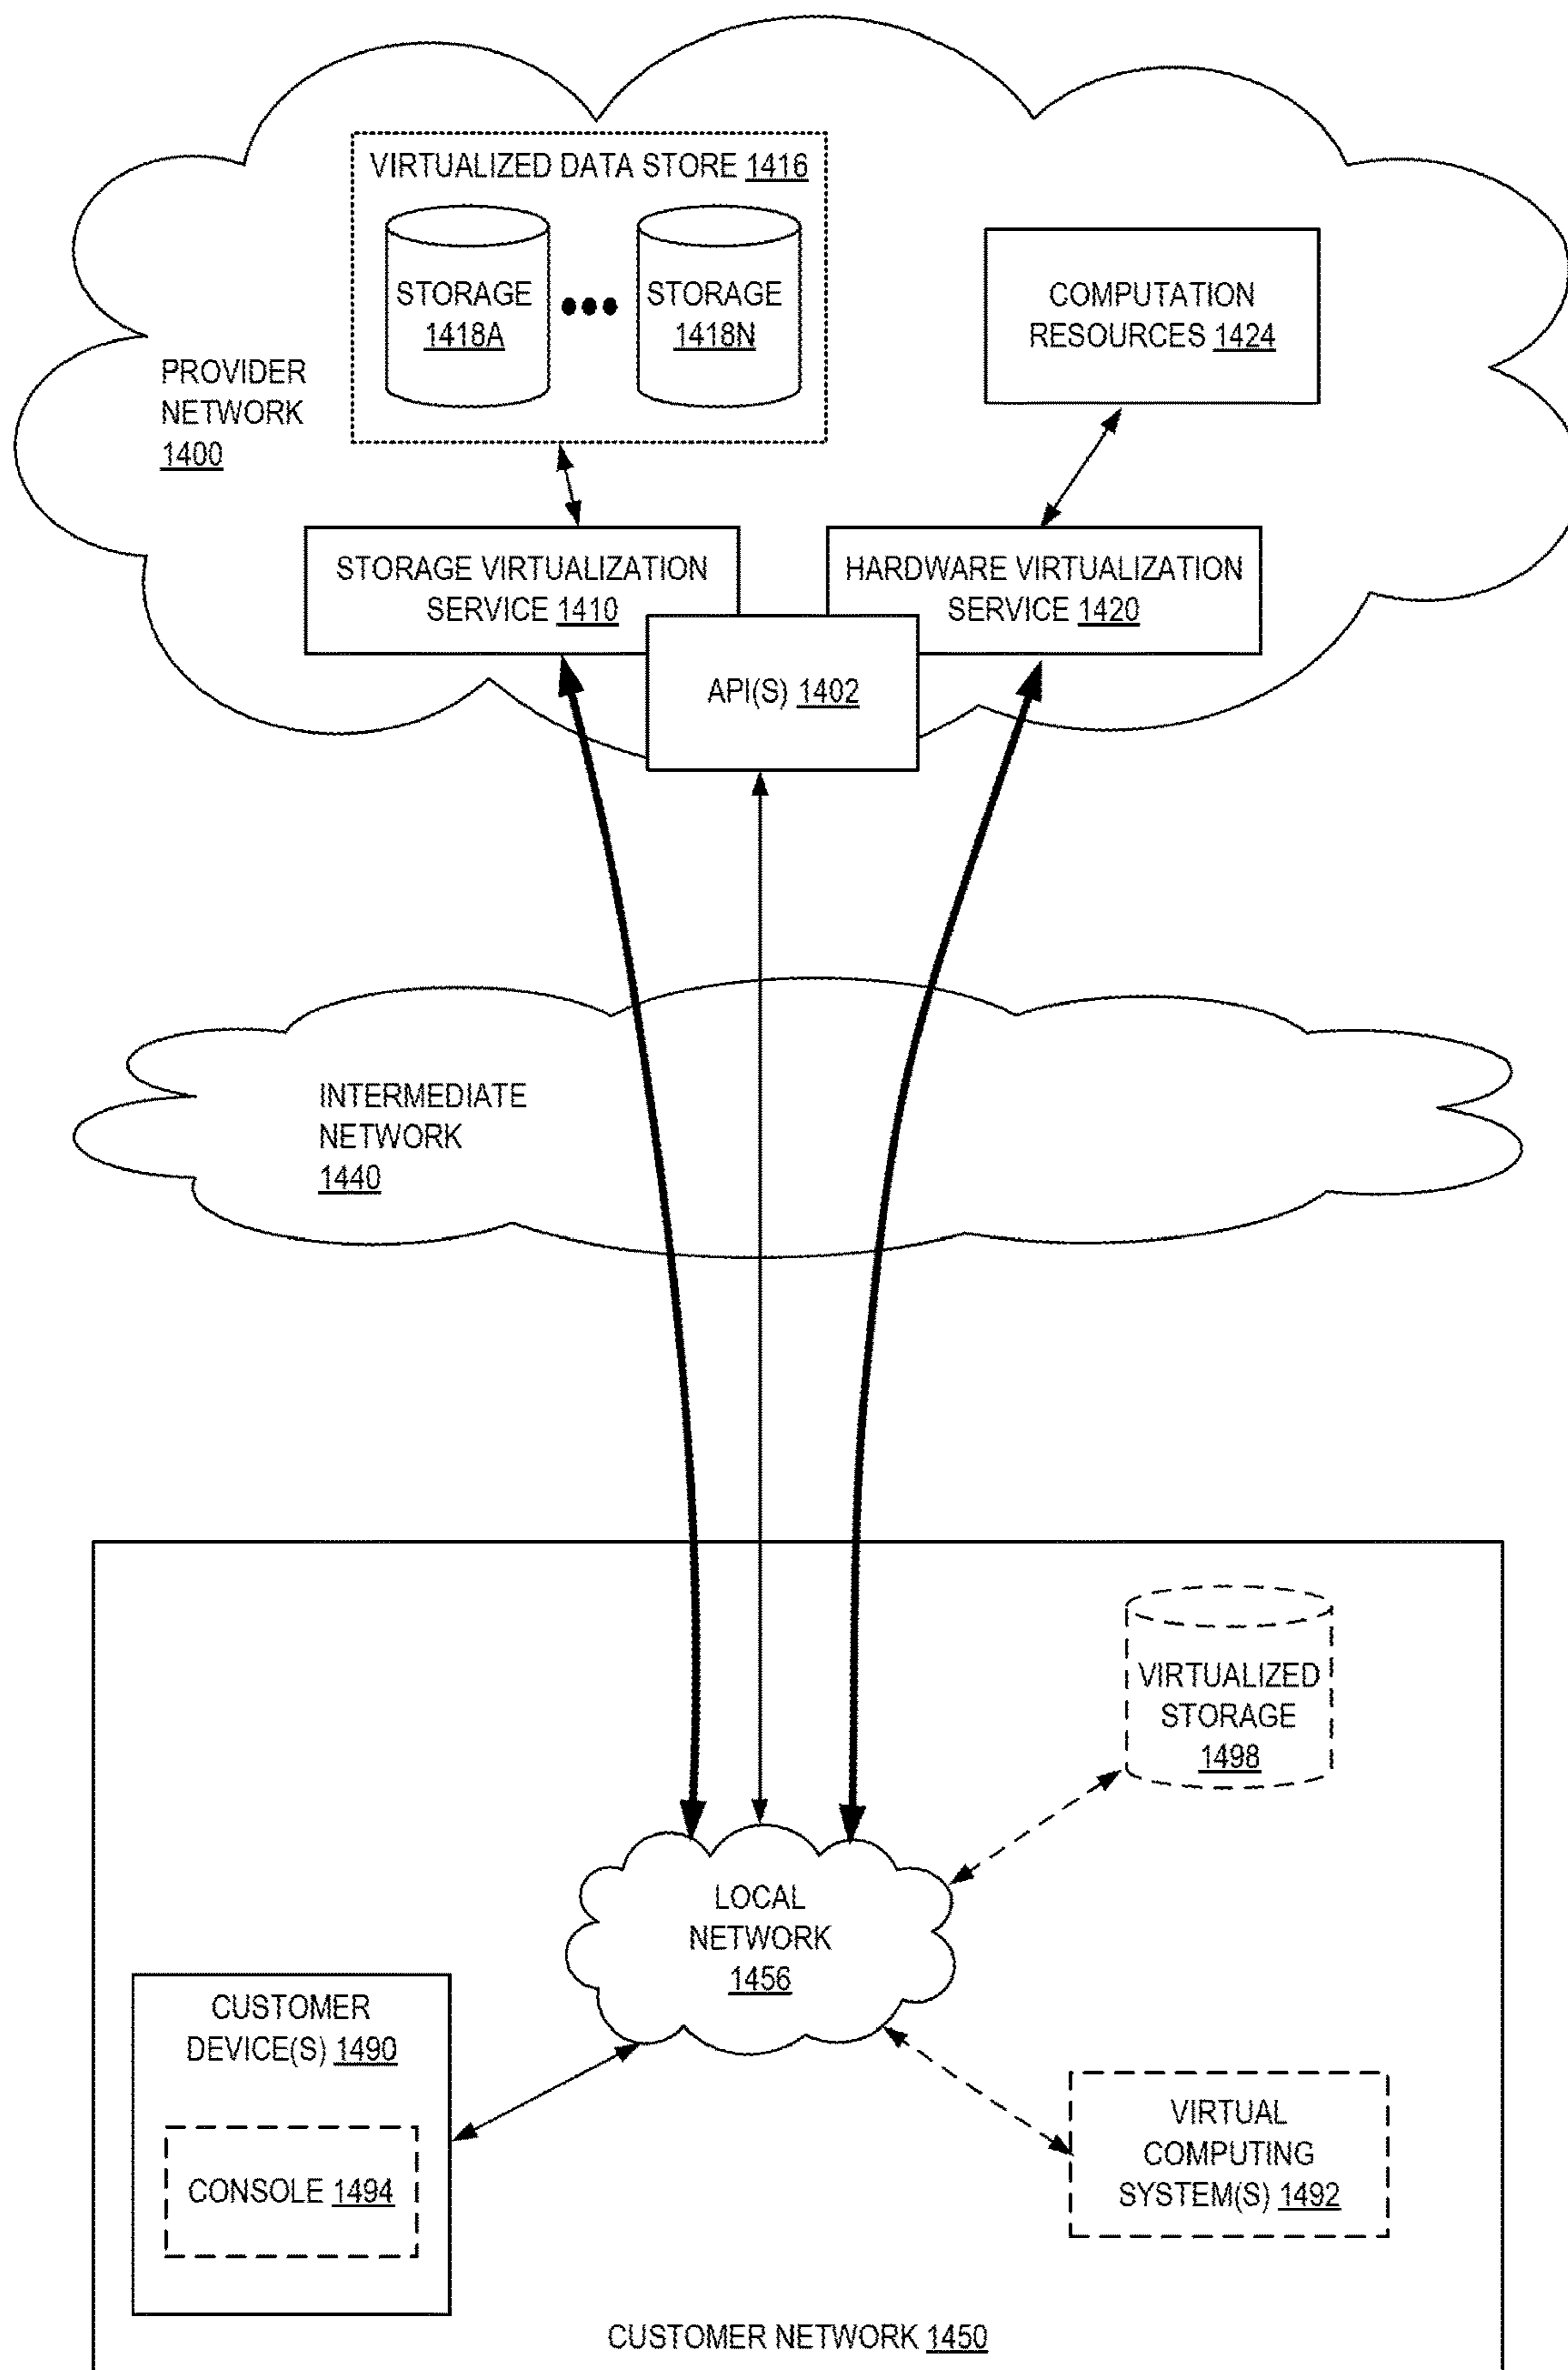 VIRTUALIZED DATA STORE 1416
STORAGE
1418A
STORAGE
1418N
COMPUTATION
RESOURCES 1424
PROVIDER
NETWORK
1400
STORAGE VIRTUALIZATION
SERVICE 1410
HARDWARE VIRTUALIZATION
SERVICE 1420
API(S) 1402
INTERMEDIATE
NETWORK
1440
VIRTUALIZED
STORAGE
1498
LOCAL
NETWORK
1456
CUSTOMER
DEVICE(S) 1490
CONSOLE 1494
VIRTUAL
COMPUTING
SYSTEM(S) 1492
CUSTOMER NETWORK 1450